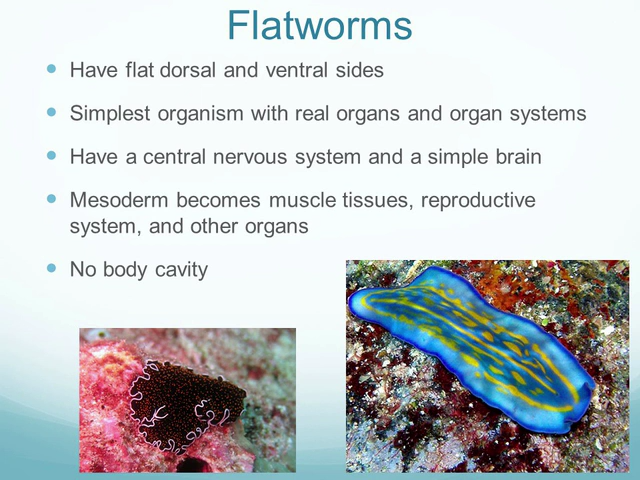 Flatworms
Have flat dorsal and ventral sides
Simplest organism with real organs and organ systems
Have a central nervous system and a simple brain
Mesoderm becomes muscle tissues, reproductive
system, and other organs
No body cavity